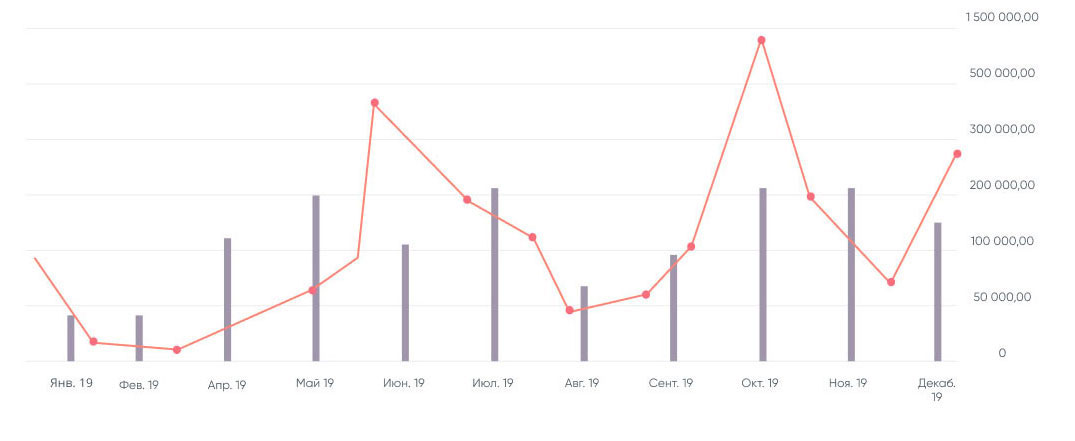 1 500 000,00
500 000,00
300 000,00
200 000,00
100 000,00
50 000,00
0
Янв. 19
Фев. 19
Апр. 19
Май 19
Июн. 19
Июл. 19
Авг. 19
Сент. 19
Окт. 19
Ноя. 19
Декаб.
19